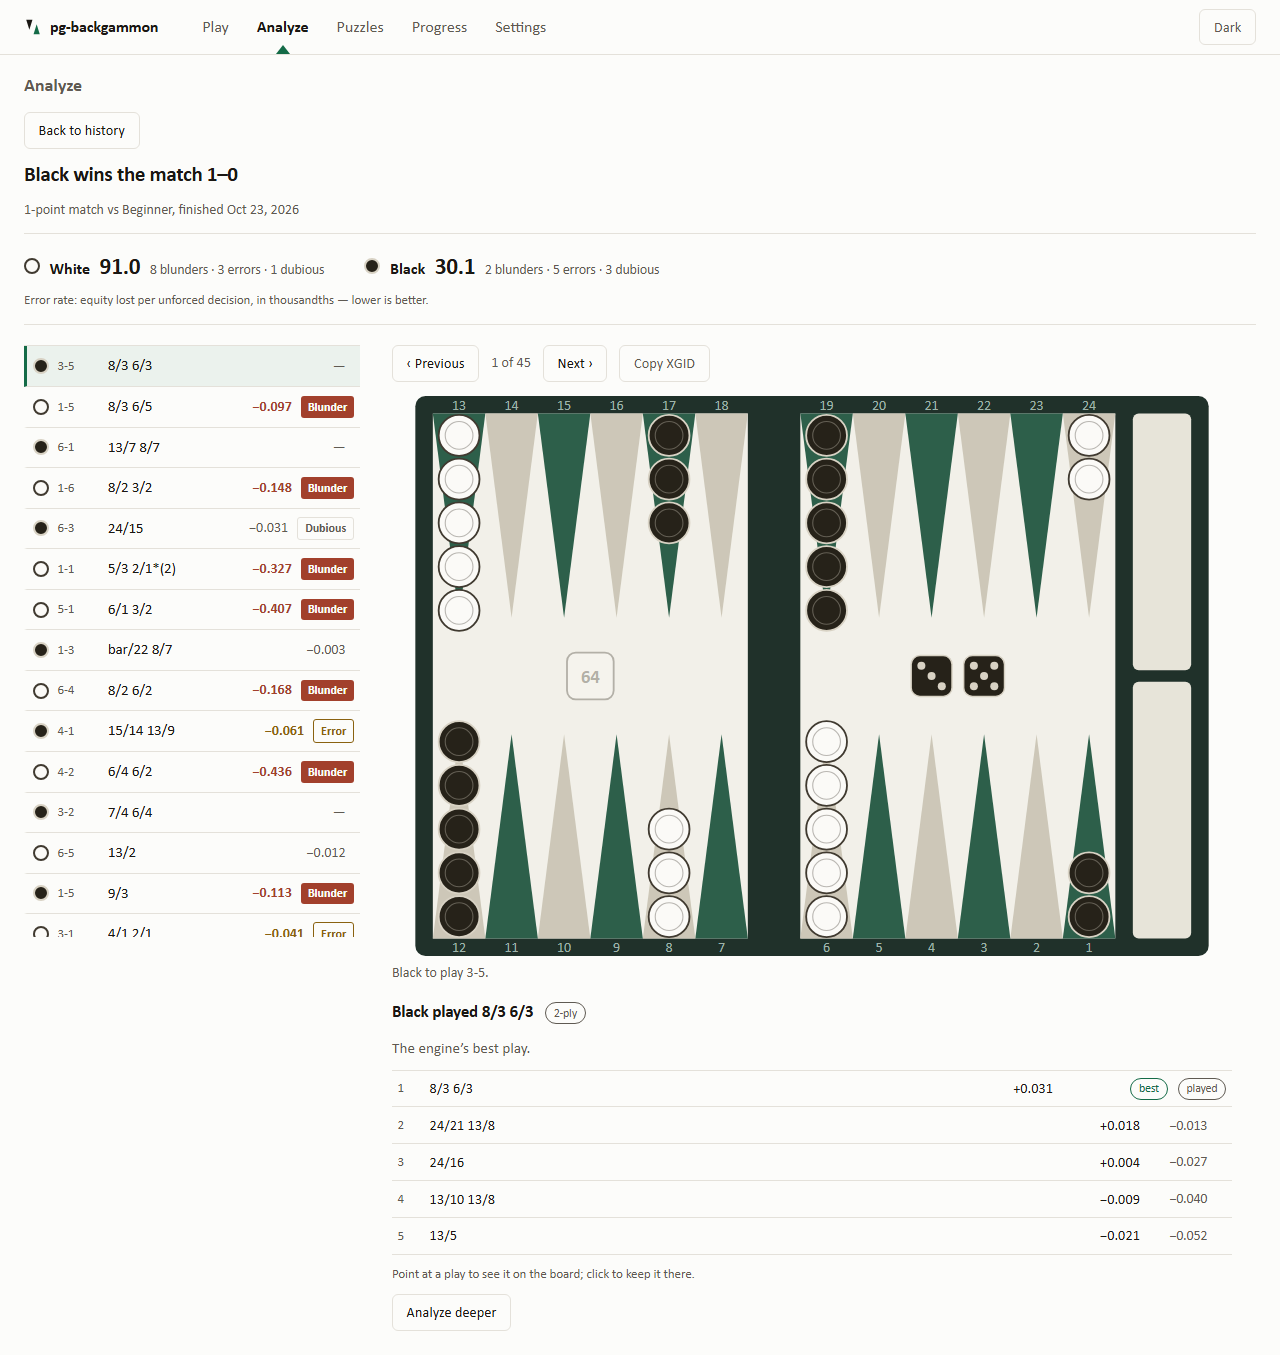 pg-backgammon Play Analyze Puzzles Progress Settings Dark
Analyze
Back to history
Black wins the match 1–0
1-point match vs Beginner, finished Oct 23, 2026
White 91.0 8 blunders · 3 errors · 1 dubious Black 30.1 2 blunders · 5 errors · 3 dubious
Error rate: equity lost per unforced decision, in thousandths — lower is better.
3-5 8/3 6/3 —
1-5 8/3 6/5 −0.097 Blunder
6-1 13/7 8/7 —
1-6 8/2 3/2 −0.148 Blunder
6-3 24/15 −0.031 Dubious
1-1 5/3 2/1*(2) −0.327 Blunder
5-1 6/1 3/2 −0.407 Blunder
1-3 bar/22 8/7 −0.003
6-4 8/2 6/2 −0.168 Blunder
4-1 15/14 13/9 −0.061 Error
4-2 6/4 6/2 −0.436 Blunder
3-2 7/4 6/4 —
6-5 13/2 −0.012
1-5 9/3 −0.113 Blunder
3-1 4/1 2/1 −0.041 Error
‹ Previous 1 of 45 Next › Copy XGID
13 14 15 16 17 18 19 20 21 22 23 24
64
12 11 10 9 8 7 6 5 4 3 2 1
Black to play 3-5.
Black played 8/3 6/3 2-ply
The engine’s best play.
1 8/3 6/3 +0.031 best played
2 24/21 13/8 +0.018 −0.013
3 24/16 +0.004 −0.027
4 13/10 13/8 −0.009 −0.040
5 13/5 −0.021 −0.052
Point at a play to see it on the board; click to keep it there.
Analyze deeper